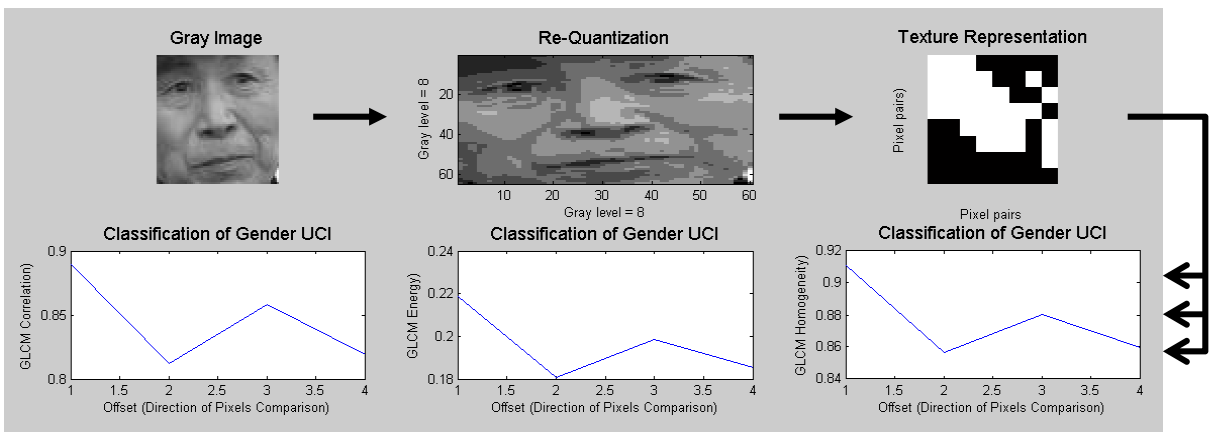 Gray Image
Re-Quantization
Texture Representation
Gray level = 8
20
40
60
10 20 30 40 50 60
Gray level = 8
Pixel pairs)
Pixel pairs
Classification of Gender UCI
GLCM Correlation)
0.9
0.85
0.8
1 1.5 2 2.5 3 3.5 4
Offset (Direction of Pixels Comparison)
Classification of Gender UCI
GLCM Energy)
0.24
0.22
0.2
0.18
1 1.5 2 2.5 3 3.5 4
Offset (Direction of Pixels Comparison)
Classification of Gender UCI
GLCM Homogeneity)
0.92
0.9
0.88
0.86
0.84
1 1.5 2 2.5 3 3.5 4
Offset (Direction of Pixels Comparison)